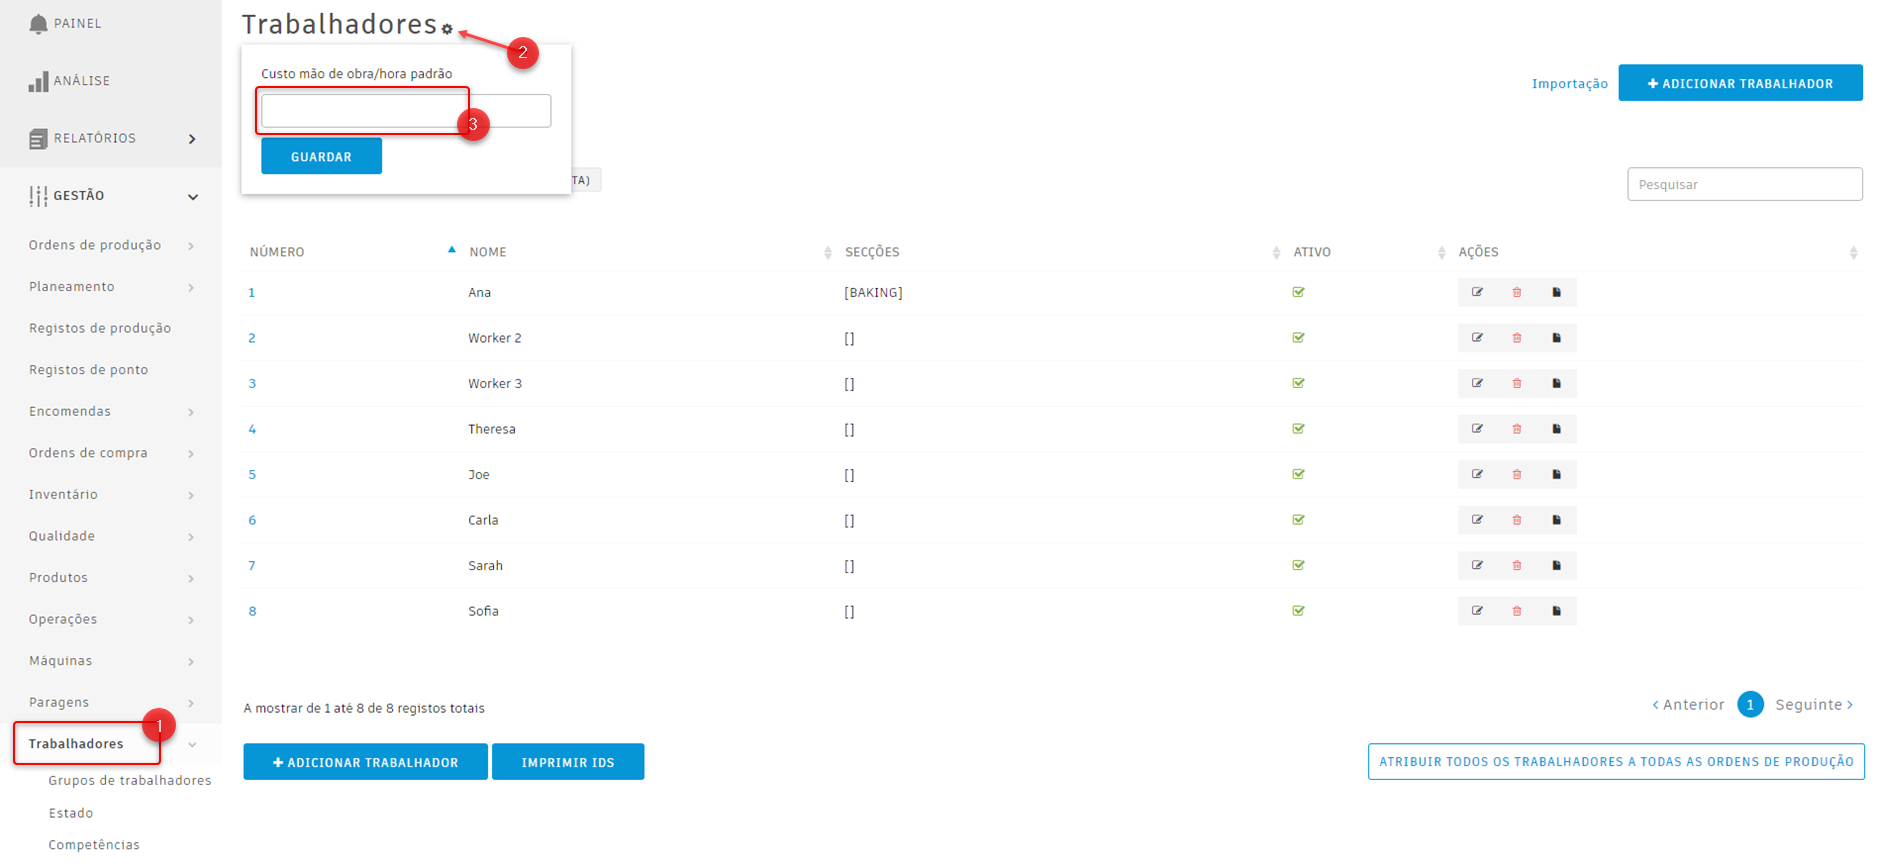 PAINEL
ANÁLISE
RELATÓRIOS
GESTÃO
Ordens de produção
Planeamento
Registos de produção
Registos de ponto
Encomendas
Ordens de compra
Inventário
Qualidade
Produtos
Operações
Máquinas
Paragens
1
Trabalhadores
Grupos de trabalhadores
Estado
Competências
Trabalhadores
2
Custo mão de obra/hora padrão
3
GUARDAR
TA)
Importação
+ ADICIONAR TRABALHADOR
Pesquisar
NÚMERO NOME SECÇÕES ATIVO AÇÕES
1 Ana [BAKING]
2 Worker 2 []
3 Worker 3 []
4 Theresa []
5 Joe []
6 Carla []
7 Sarah []
8 Sofia []
A mostrar de 1 até 8 de 8 registos totais
< Anterior 1 Seguinte >
+ ADICIONAR TRABALHADOR
IMPRIMIR IDS
ATRIBUIR TODOS OS TRABALHADORES A TODAS AS ORDENS DE PRODUÇÃO